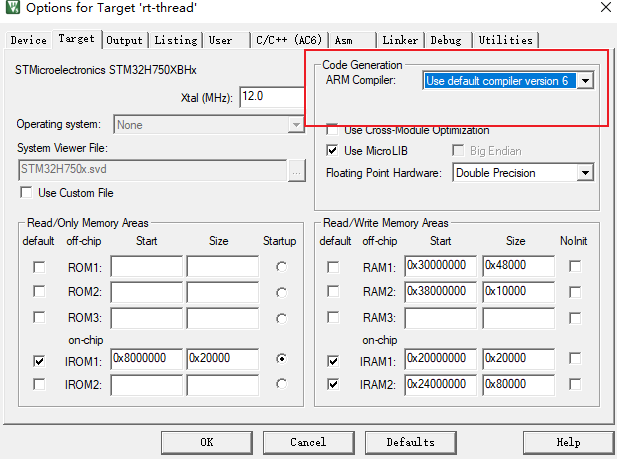 Options for Target 'rt-thread'
Device Target Output Listing User C/C++ (AC6) Asm Linker Debug Utilities
STMicroelectronics STM32H750XBHx
Xtal (MHz): 12.0
Operating system: None
System Viewer File:
STM32H750x.svd ...
Use Custom File
Code Generation
ARM Compiler: Use default compiler version 6
Use Cross-Module Optimization
Use MicroLIB Big Endian
Floating Point Hardware: Double Precision
Read/Only Memory Areas
default off-chip Start Size Startup
ROM1:
ROM2:
ROM3:
on-chip
IROM1: 0x8000000 0x20000
IROM2:
Read/Write Memory Areas
default off-chip Start Size NoInit
RAM1: 0x30000000 0x48000
RAM2: 0x38000000 0x10000
RAM3:
on-chip
IRAM1: 0x20000000 0x20000
IRAM2: 0x24000000 0x80000
OK Cancel Defaults Help